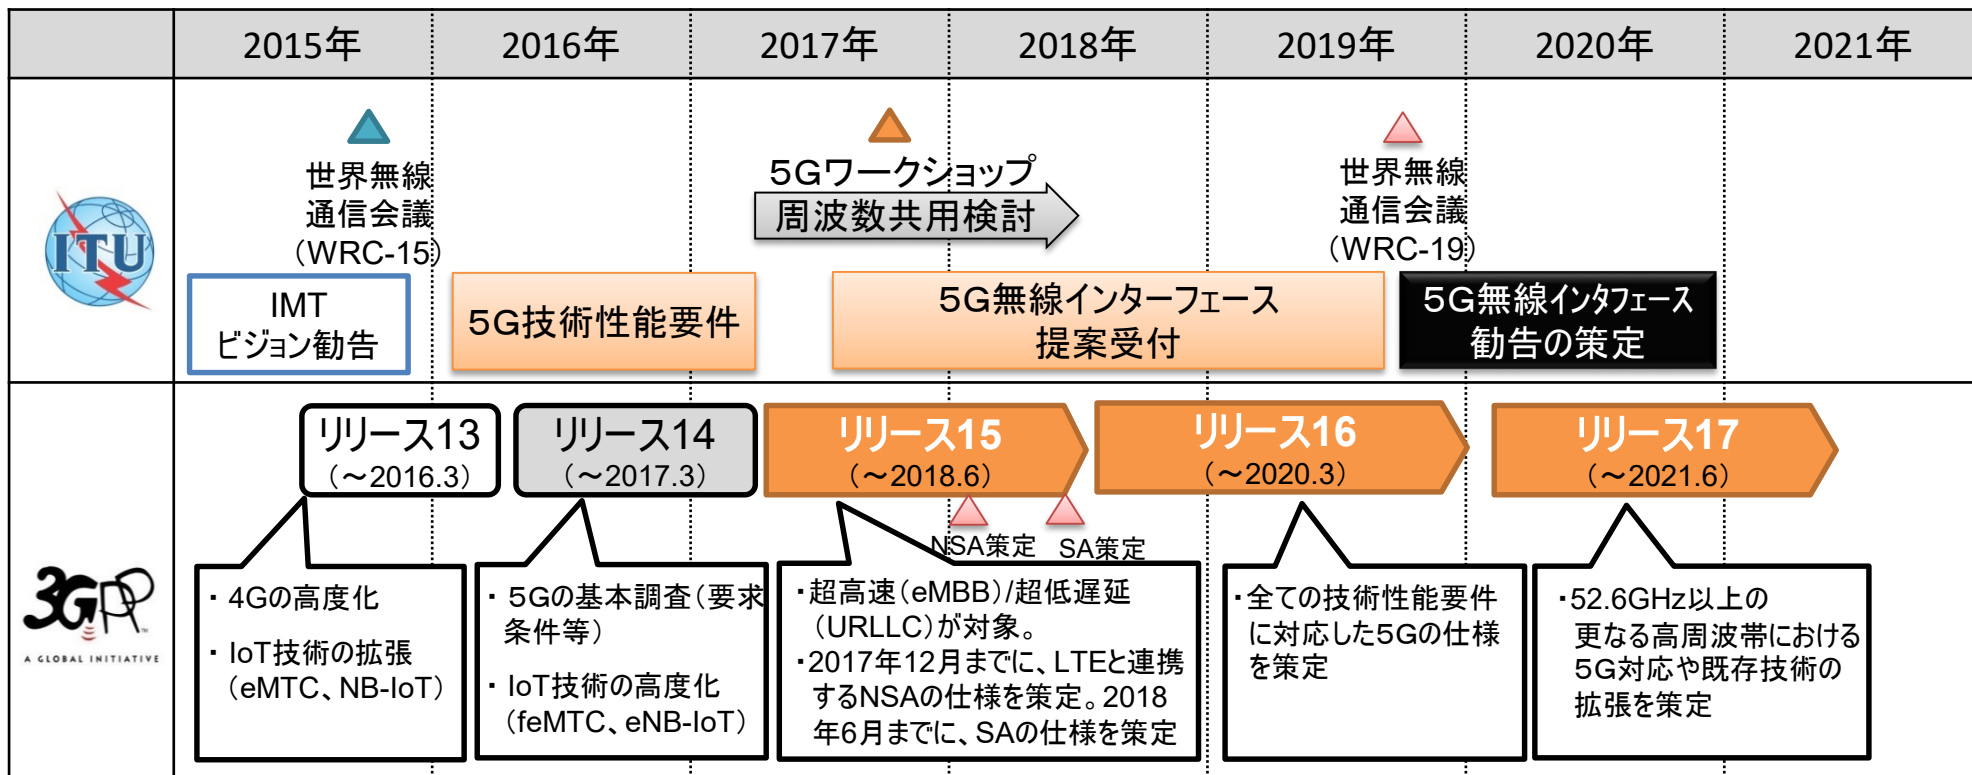 2015年
2016年
2017年
2018年
2019年
2020年
2021年
ITU
世界無線
通信会議
(WRC-15)
5Gワークショップ
周波数共用検討
世界無線
通信会議
(WRC-19)
IMT
ビジョン勧告
5G技術性能要件
5G無線インターフェース
提案受付
5G無線インタフェース
勧告の策定
3GPP
TM
A GLOBAL INITIATIVE
リリース13
(~2016.3)
リリース14
(~2017.3)
リリース15
(~2018.6)
リリース16
(~2020.3)
リリース17
(~2021.6)
NSA策定
SA策定
・4Gの高度化
・IoT技術の拡張
(eMTC、NB-IoT)
・5Gの基本調査(要求
条件等)
・IoT技術の高度化
(feMTC、eNB-IoT)
・超高速(eMBB)/超低遅延
(URLLC)が対象。
・2017年12月までに、LTEと連携
するNSAの仕様を策定。2018
年6月までに、SAの仕様を策定
・全ての技術性能要件
に対応した5Gの仕様
を策定
・52.6GHz以上の
更なる高周波帯における
5G対応や既存技術の
拡張を策定